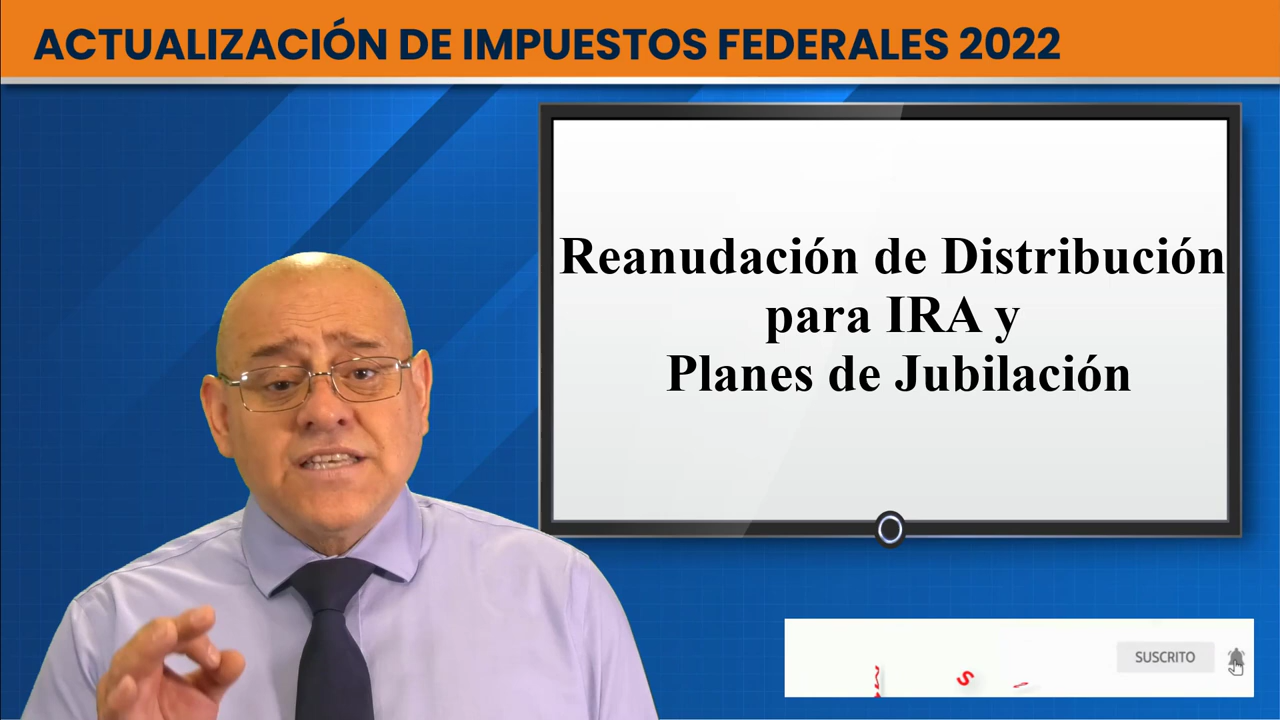 ACTUALIZACIÓN DE IMPUESTOS FEDERALES 2022
Reanudación de Distribución
para IRA y
Planes de Jubilación
SUSCRITO